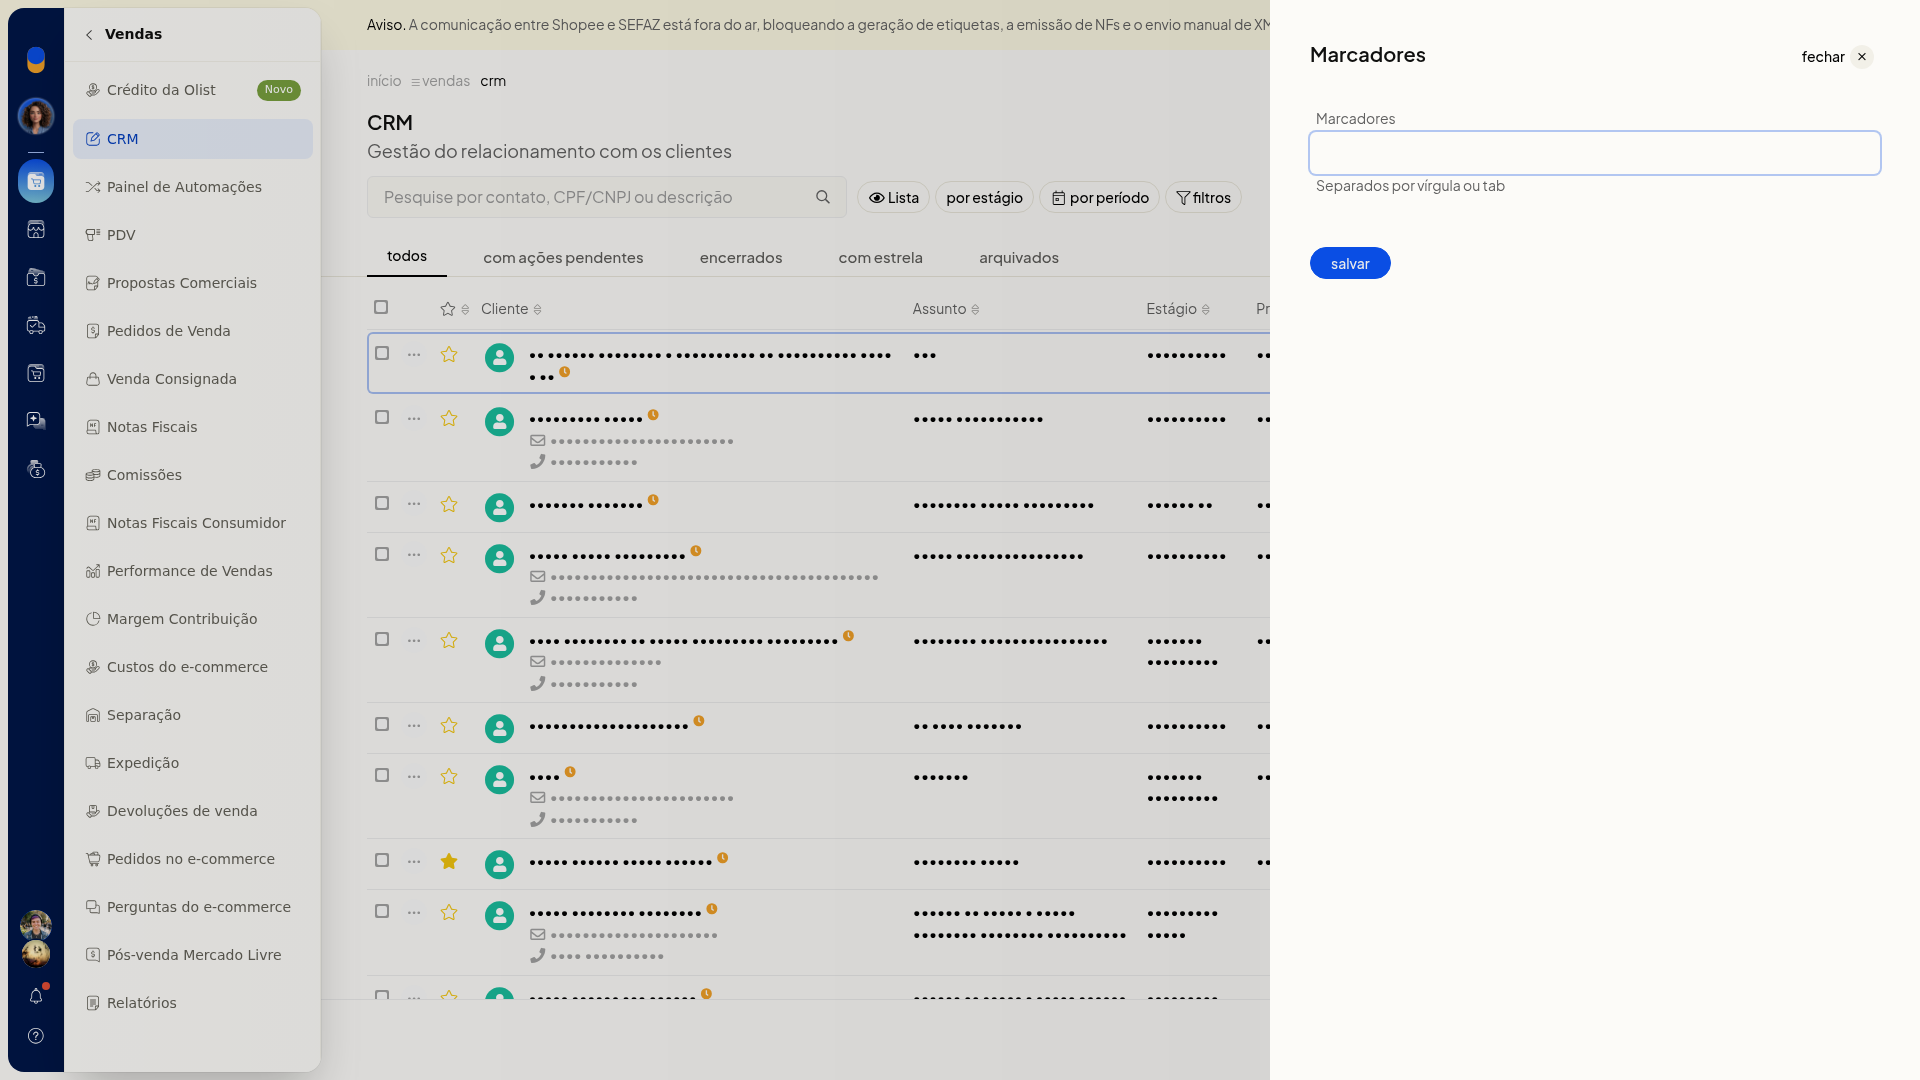 Vendas
Crédito da Olist
Novo
CRM
Painel de Automações
PDV
Propostas Comerciais
Pedidos de Venda
Venda Consignada
Notas Fiscais
Comissões
Notas Fiscais Consumidor
Performance de Vendas
Margem Contribuição
Custos do e-commerce
Separação
Expedição
Devoluções de venda
Pedidos no e-commerce
Perguntas do e-commerce
Pós-venda Mercado Livre
Relatórios
Aviso. A comunicação entre Shopee e SEFAZ está fora do ar, bloqueando a geração de etiquetas, a emissão de NFs e o envio manual de XM
início vendas crm
CRM
Gestão do relacionamento com os clientes
Pesquise por contato, CPF/CNPJ ou descrição
Lista
por estágio
por período
filtros
todos
com ações pendentes
encerrados
com estrela
arquivados
Cliente
Assunto
Estágio
Pr
Marcadores
fechar
Marcadores
Separados por vírgula ou tab
salvar